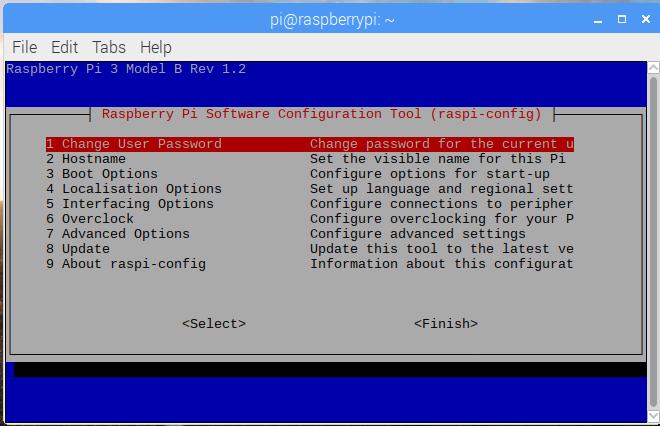 pi@raspberrypi: ~
File Edit Tabs Help
Raspberry Pi 3 Model B Rev 1.2
Raspberry Pi Software Configuration Tool (raspi-config)
1 Change User Password Change password for the current u
2 Hostname Set the visible name for this Pi
3 Boot Options Configure options for start-up
4 Localisation Options Set up language and regional sett
5 Interfacing Options Configure connections to peripher
6 Overclock Configure overclocking for your P
7 Advanced Options Configure advanced settings
8 Update Update this tool to the latest ve
9 About raspi-config Information about this configurat
<Select> <Finish>